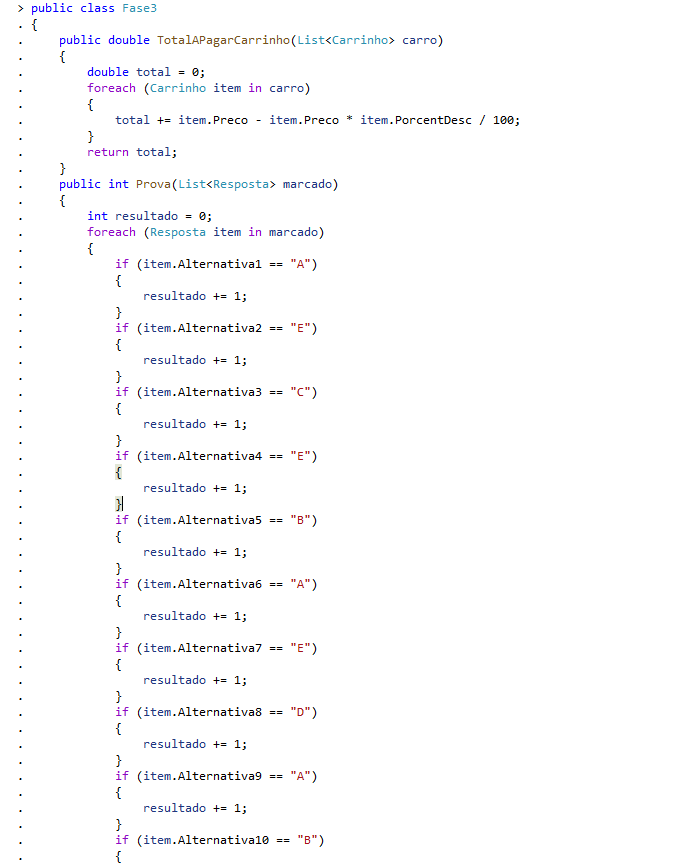 > public class Fase3
. {
.     public double TotalAPagarCarrinho(List<Carrinho> carro)
.     {
.         double total = 0;
.         foreach (Carrinho item in carro)
.         {
.             total += item.Preco - item.Preco * item.PorcentDesc / 100;
.         }
.         return total;
.     }
.     public int Prova(List<Resposta> marcado)
.     {
.         int resultado = 0;
.         foreach (Resposta item in marcado)
.         {
.             if (item.Alternativa1 == "A")
.             {
.                 resultado += 1;
.             }
.             if (item.Alternativa2 == "E")
.             {
.                 resultado += 1;
.             }
.             if (item.Alternativa3 == "C")
.             {
.                 resultado += 1;
.             }
.             if (item.Alternativa4 == "E")
.             {
.                 resultado += 1;
.             }
.             if (item.Alternativa5 == "B")
.             {
.                 resultado += 1;
.             }
.             if (item.Alternativa6 == "A")
.             {
.                 resultado += 1;
.             }
.             if (item.Alternativa7 == "E")
.             {
.                 resultado += 1;
.             }
.             if (item.Alternativa8 == "D")
.             {
.                 resultado += 1;
.             }
.             if (item.Alternativa9 == "A")
.             {
.                 resultado += 1;
.             }
.             if (item.Alternativa10 == "B")
.             {